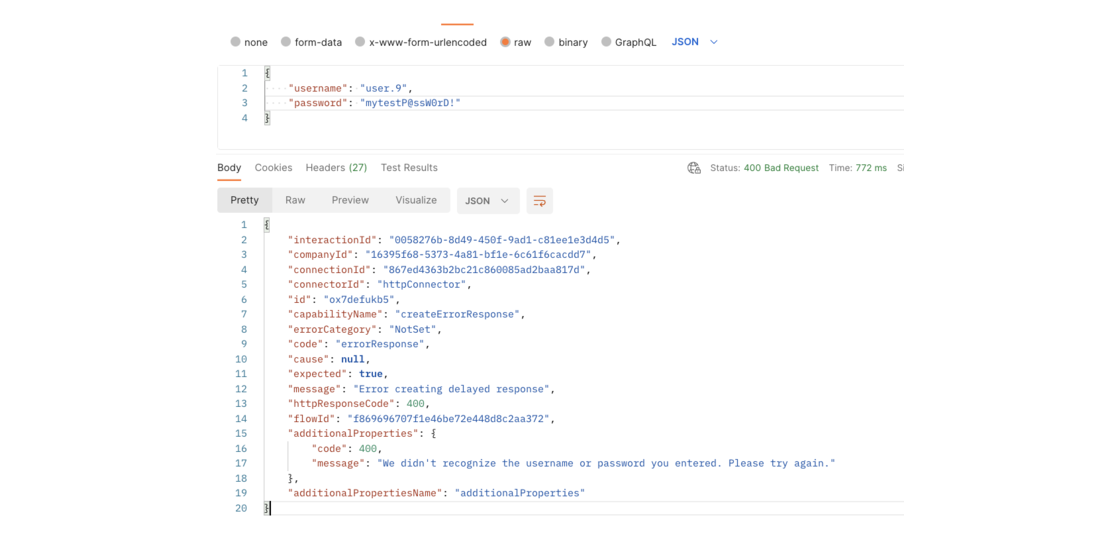 none form-data x-www-form-urlencoded raw binary GraphQL JSON
1 {
2 "username": "user.9",
3 "password": "mytestP@ssW0rD!"
4 }
Body Cookies Headers (27) Test Results Status: 400 Bad Request Time: 772 ms Si
Pretty Raw Preview Visualize JSON
1 {
2 "interactionId": "0058276b-8d49-450f-9ad1-c81ee1e3d4d5",
3 "companyId": "16395f68-5373-4a81-bf1e-6c61f6cacdd7",
4 "connectionId": "867ed4363b2bc21c860085ad2baa817d",
5 "connectorId": "httpConnector",
6 "id": "ox7defukb5",
7 "capabilityName": "createErrorResponse",
8 "errorCategory": "NotSet",
9 "code": "errorResponse",
10 "cause": null,
11 "expected": true,
12 "message": "Error creating delayed response",
13 "httpResponseCode": 400,
14 "flowId": "f869696707f1e46be72e448d8c2aa372",
15 "additionalProperties": {
16 "code": 400,
17 "message": "We didn't recognize the username or password you entered. Please try again."
18 },
19 "additionalPropertiesName": "additionalProperties"
20 }